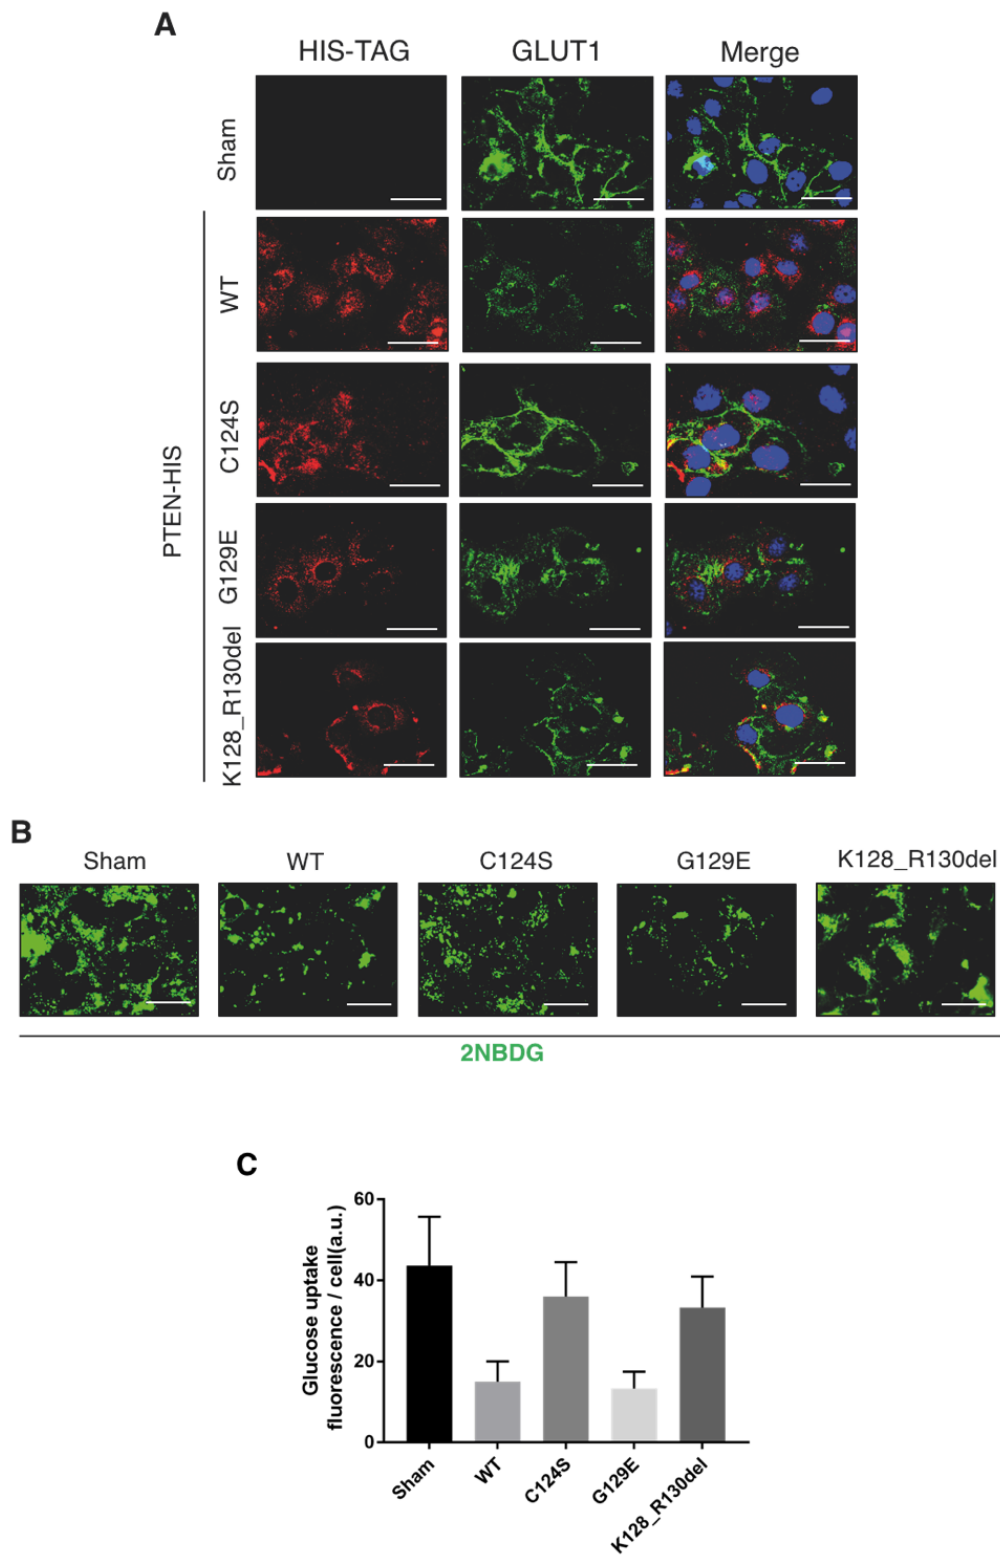 A
HIS-TAG GLUT1 Merge
Sham
WT
C124S
G129E
K128_R130del
PTEN-HIS
B
Sham WT C124S G129E K128_R130del
2NBDG
C
Glucose uptake
fluorescence / cell(a.u.)
60
40
20
0
Sham WT C124S G129E K128_R130del